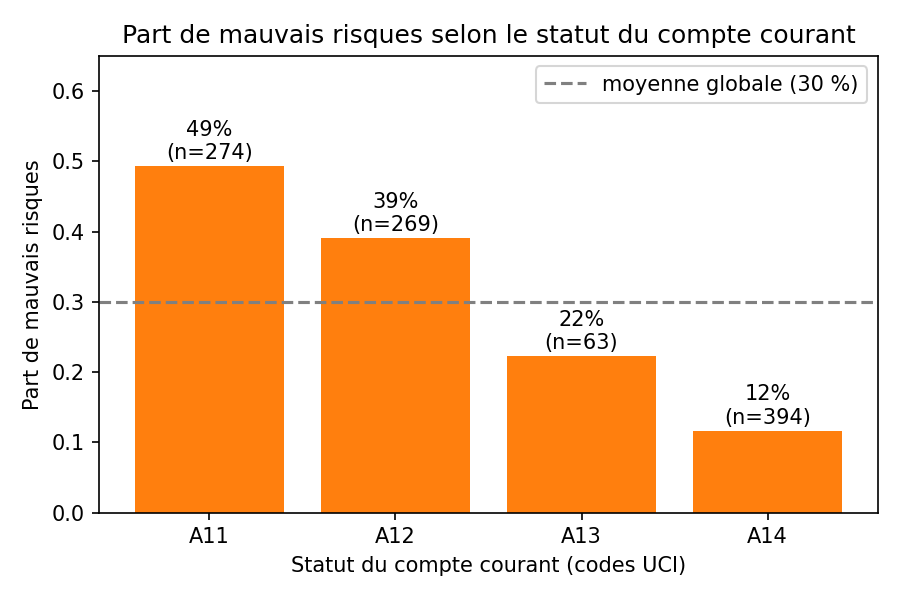 Part de mauvais risques selon le statut du compte courant
moyenne globale (30 %)
Part de mauvais risques
0.6
0.5
0.4
0.3
0.2
0.1
0.0
49%
(n=274)
39%
(n=269)
22%
(n=63)
12%
(n=394)
A11
A12
A13
A14
Statut du compte courant (codes UCI)